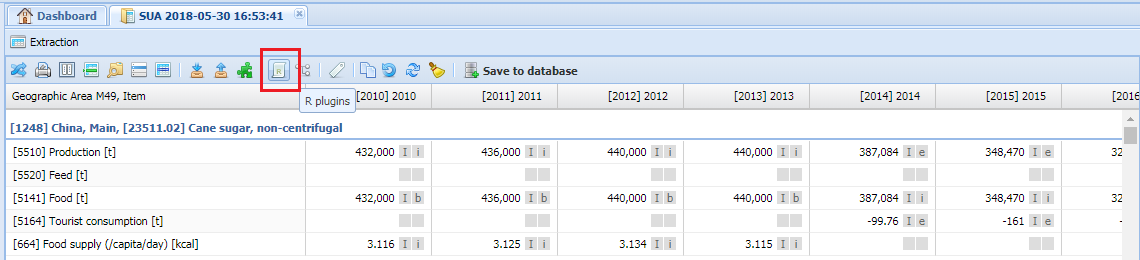 Dashboard SUA 2018-05-30 16:53:41
Extraction
R Save to database
R plugins
Geographic Area M49, Item [2010] 2010 [2011] 2011 [2012] 2012 [2013] 2013 [2014] 2014 [2015] 2015 [2016
[1248] China, Main, [23511.02] Cane sugar, non-centrifugal
[5510] Production [t] 432,000 I i 436,000 I i 440,000 I i 440,000 I i 387,084 I e 348,470 I e 32
[5520] Feed [t]
[5141] Food [t] 432,000 I b 436,000 I b 440,000 I b 440,000 I b 387,084 I i 348,470 I i 32
[5164] Tourist consumption [t] -99.76 I e -161 I e -
[664] Food supply (/capita/day) [kcal] 3.116 I i 3.125 I i 3.134 I i 3.115 I i